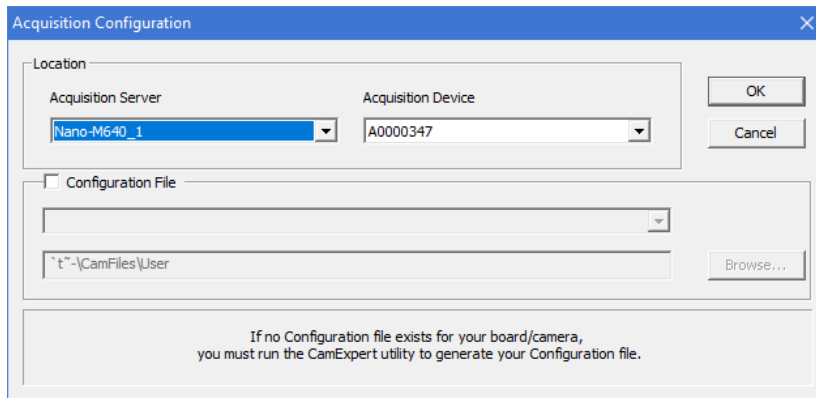 Acquisition Configuration
Location
Acquisition Server
Acquisition Device
OK
Nano-M640_1
A0000347
Cancel
Configuration File
`t˜-\CamFiles\User
Browse...
If no Configuration file exists for your board/camera,
you must run the CamExpert utility to generate your Configuration file.